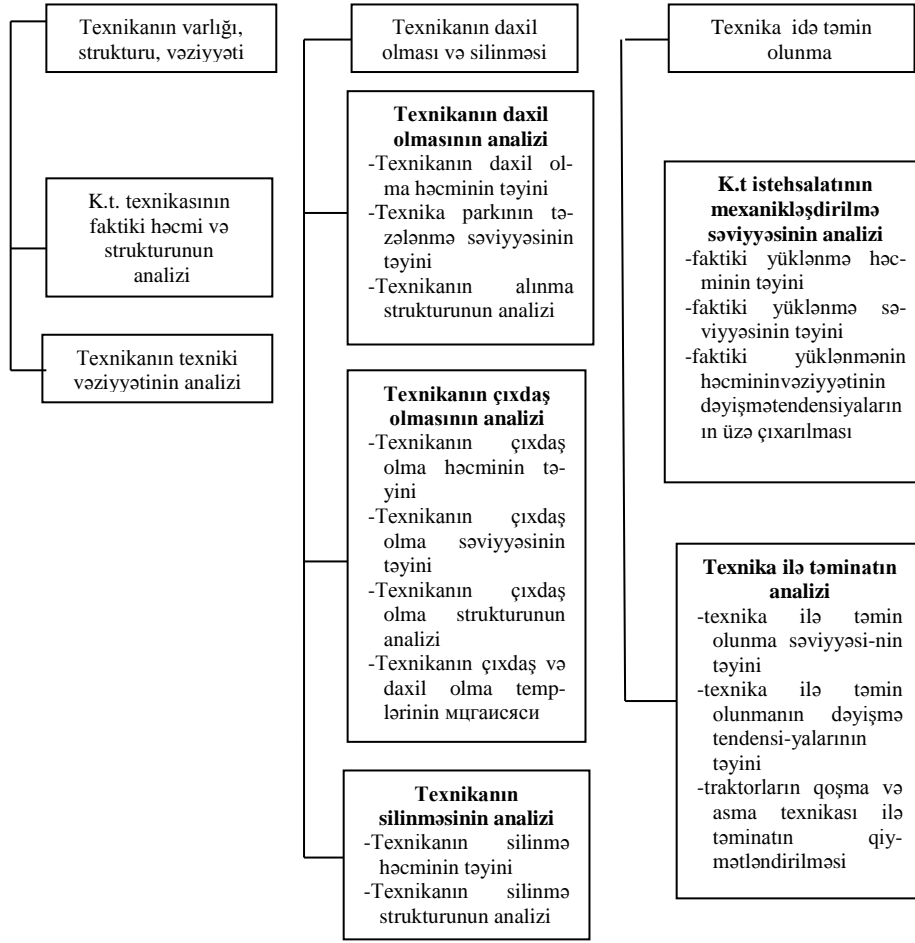 Texnikanın varlığı,
strukturu, vəziyyəti
K.t. texnikasının
faktiki həcmi və
strukturunun
analizi
Texnikanın texniki
vəziyyətinin analizi
Texnikanın daxil
olması və silinməsi
Texnikanın daxil
olmasının analizi
-Texnikanın daxil ol-
ma həcminin təyini
-Texnika parkının tə-
zələnmə səviyyəsinin
təyini
-Texnikanın alınma
strukturunun analizi
Texnikanın çıxdaş
olmasının analizi
-Texnikanın çıxdaş
olma həcminin tə-
yini
-Texnikanın çıxdaş
olma səviyyəsinin
təyini
-Texnikanın çıxdaş
olma strukturunun
analizi
-Texnikanın çıxdaş və
daxil olma temp-
lərinin мцгаисяси
Texnikanın
silinməsinin analizi
-Texnikanın silinmə
həcminin təyini
-Texnikanın silinmə
strukturunun analizi
Texnika idə təmin
olunma
K.t istehsalatının
mexanikləşdirilmə
səviyyəsinin analizi
-faktiki yüklənmə həc-
minin təyini
-faktiki yüklənmə sə-
viyyəsinin təyini
-faktiki yüklənmənin
həcmininvəziyyətinin
dəyişmətendensiyaların
ın üzə çıxarılması
Texnika ilə təminatın
analizi
-texnika ilə təmin
olunma səviyyəsi-nin
təyini
-texnika ilə təmin
olunmanın dəyişmə
tendensi-yalarının
təyini
-traktorların qoşma və
asma texnikası ilə
təminatın qiy-
mətləndirilməsi